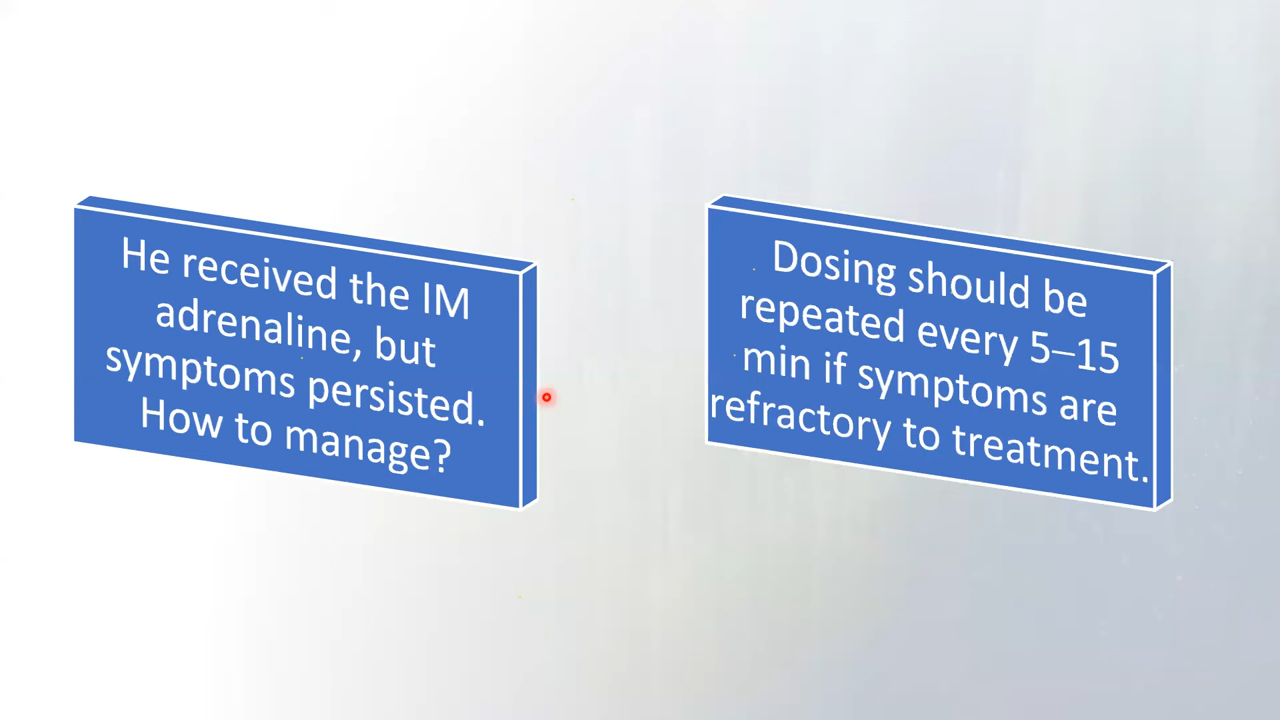 He received the IM
adrenaline, but
symptoms persisted.
How to manage?
Dosing should be
repeated every 5–15
min if symptoms are
refractory to treatment.